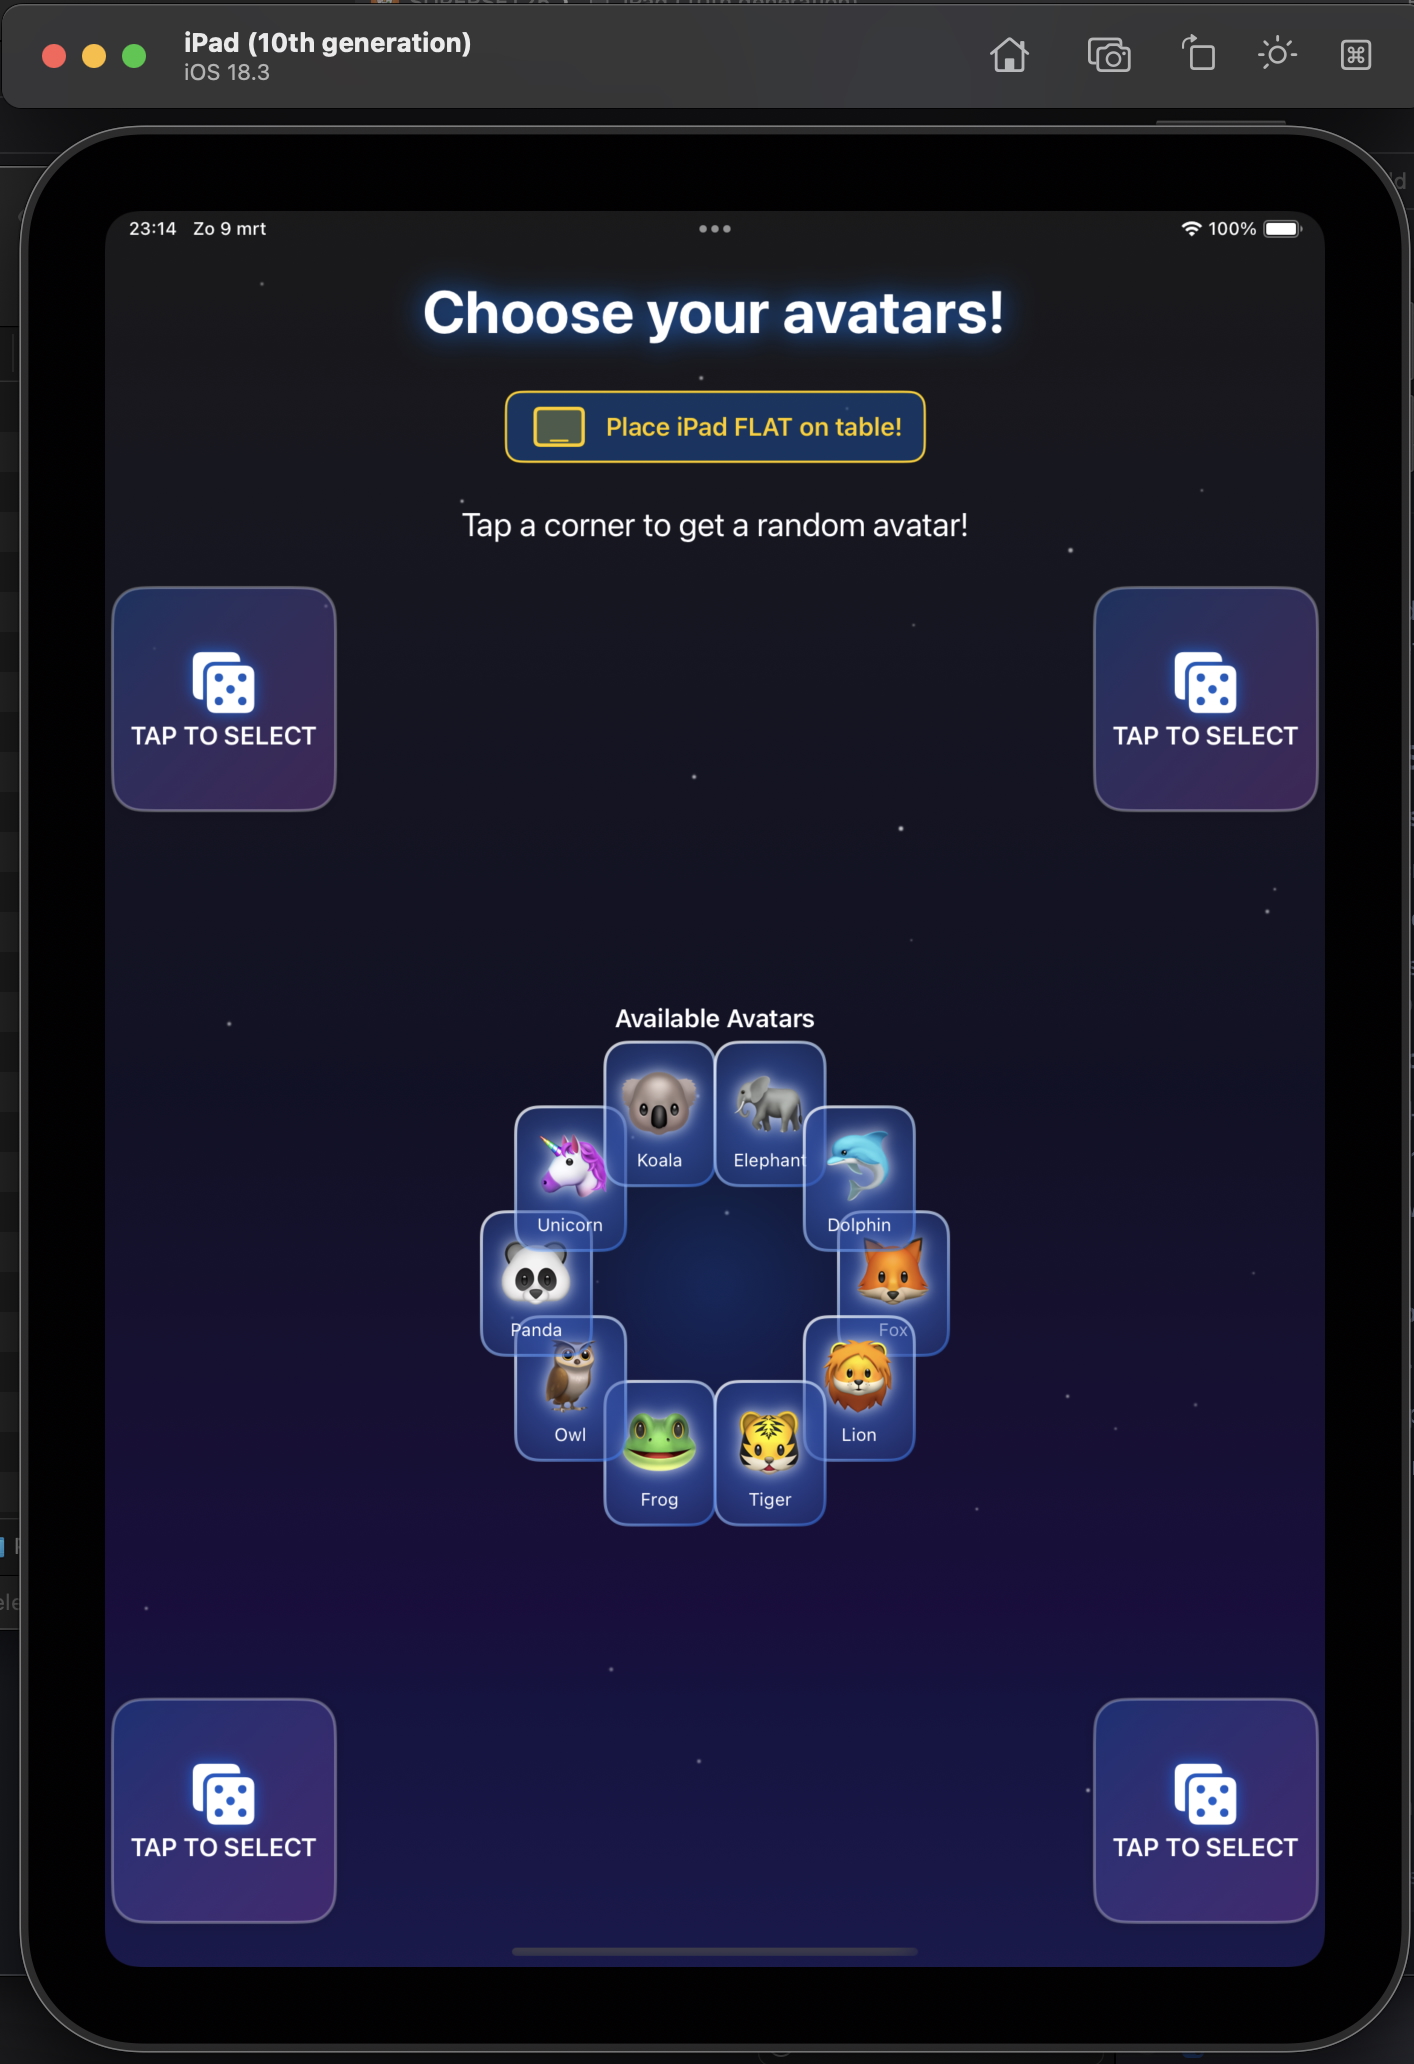 iPad (10th generation)
iOS 18.3
23:14 Zo 9 mrt
100%
Choose your avatars!
Place iPad FLAT on table!
Tap a corner to get a random avatar!
TAP TO SELECT
TAP TO SELECT
Available Avatars
Koala
Elephant
Unicorn
Dolphin
Panda
Fox
Owl
Lion
Frog
Tiger
TAP TO SELECT
TAP TO SELECT